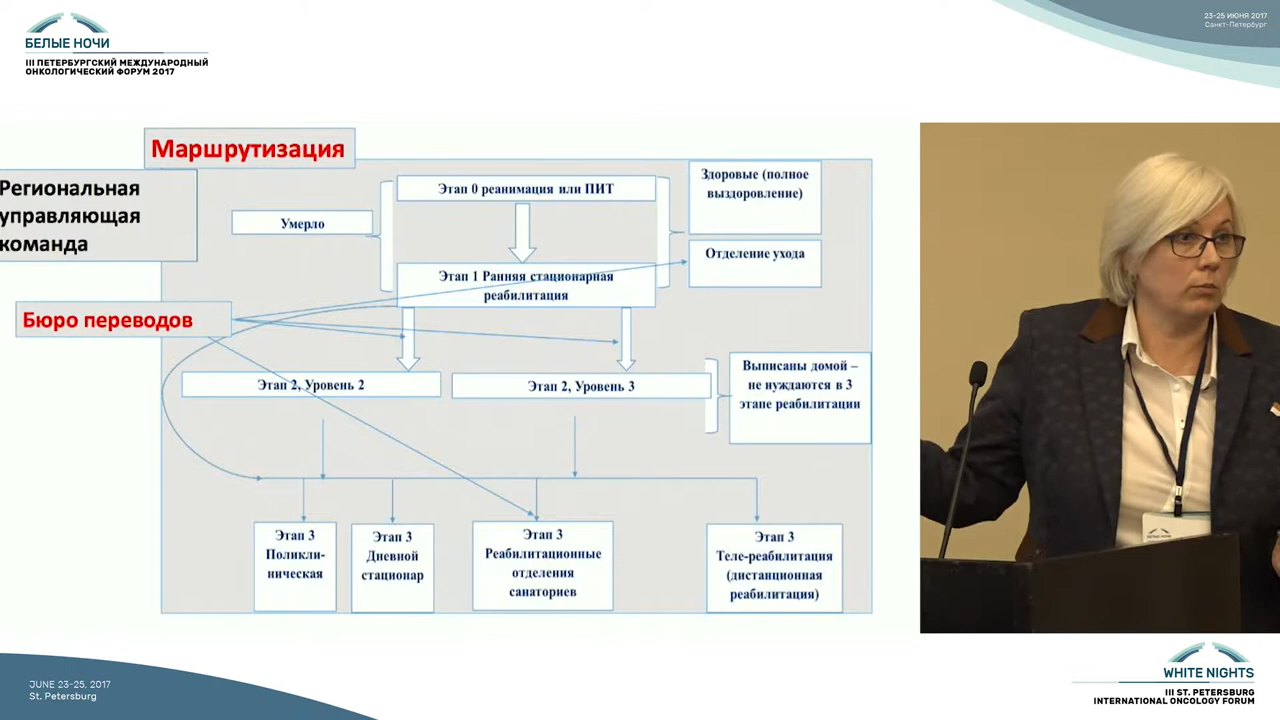 БЕЛЫЕ НОЧИ
III ПЕТЕРБУРГСКИЙ МЕЖДУНАРОДНЫЙ
ОНКОЛОГИЧЕСКИЙ ФОРУМ 2017
23-25 ИЮНЯ 2017
Санкт-Петербург
Маршрутизация
Региональная
управляющая
команда
Этап 0 реанимация или ПИТ
Умерло
Здоровые (полное
выздоровление)
Отделение ухода
Этап 1 Ранняя стационарная
реабилитация
Бюро переводов
Этап 2, Уровень 2
Этап 2, Уровень 3
Выписаны домой –
не нуждаются в 3
этапе реабилитации
Этап 3
Поликли-
ническая
Этап 3
Дневной
стационар
Этап 3
Реабилитационные
отделения
санаториев
Этап 3
Теле-реабилитация
(дистанционная
реабилитация)
БЕЛЫЕ НОЧИ
JUNE 23-25, 2017
St. Petersburg
WHITE NIGHTS
III ST. PETERSBURG
INTERNATIONAL ONCOLOGY FORUM